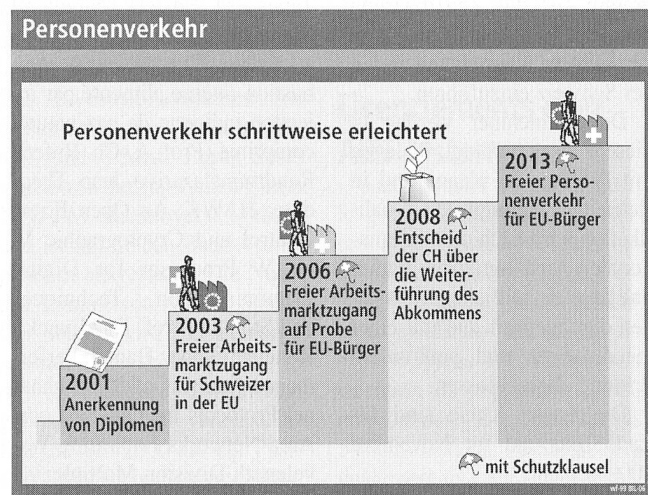 Personenverkehr
Personenverkehr schrittweise erleichtert
2001
Anerkennung
von Diplomen
2003
Freier Arbeits-
marktzugang
für Schweizer
in der EU
2006
Freier Arbeits-
marktzugang
auf Probe
für EU-Bürger
2008
Entscheid
der CH über
die Weiter-
führung des
Abkommens
2013
Freier Perso-
nenverkehr
für EU-Bürger
mit Schutzklausel